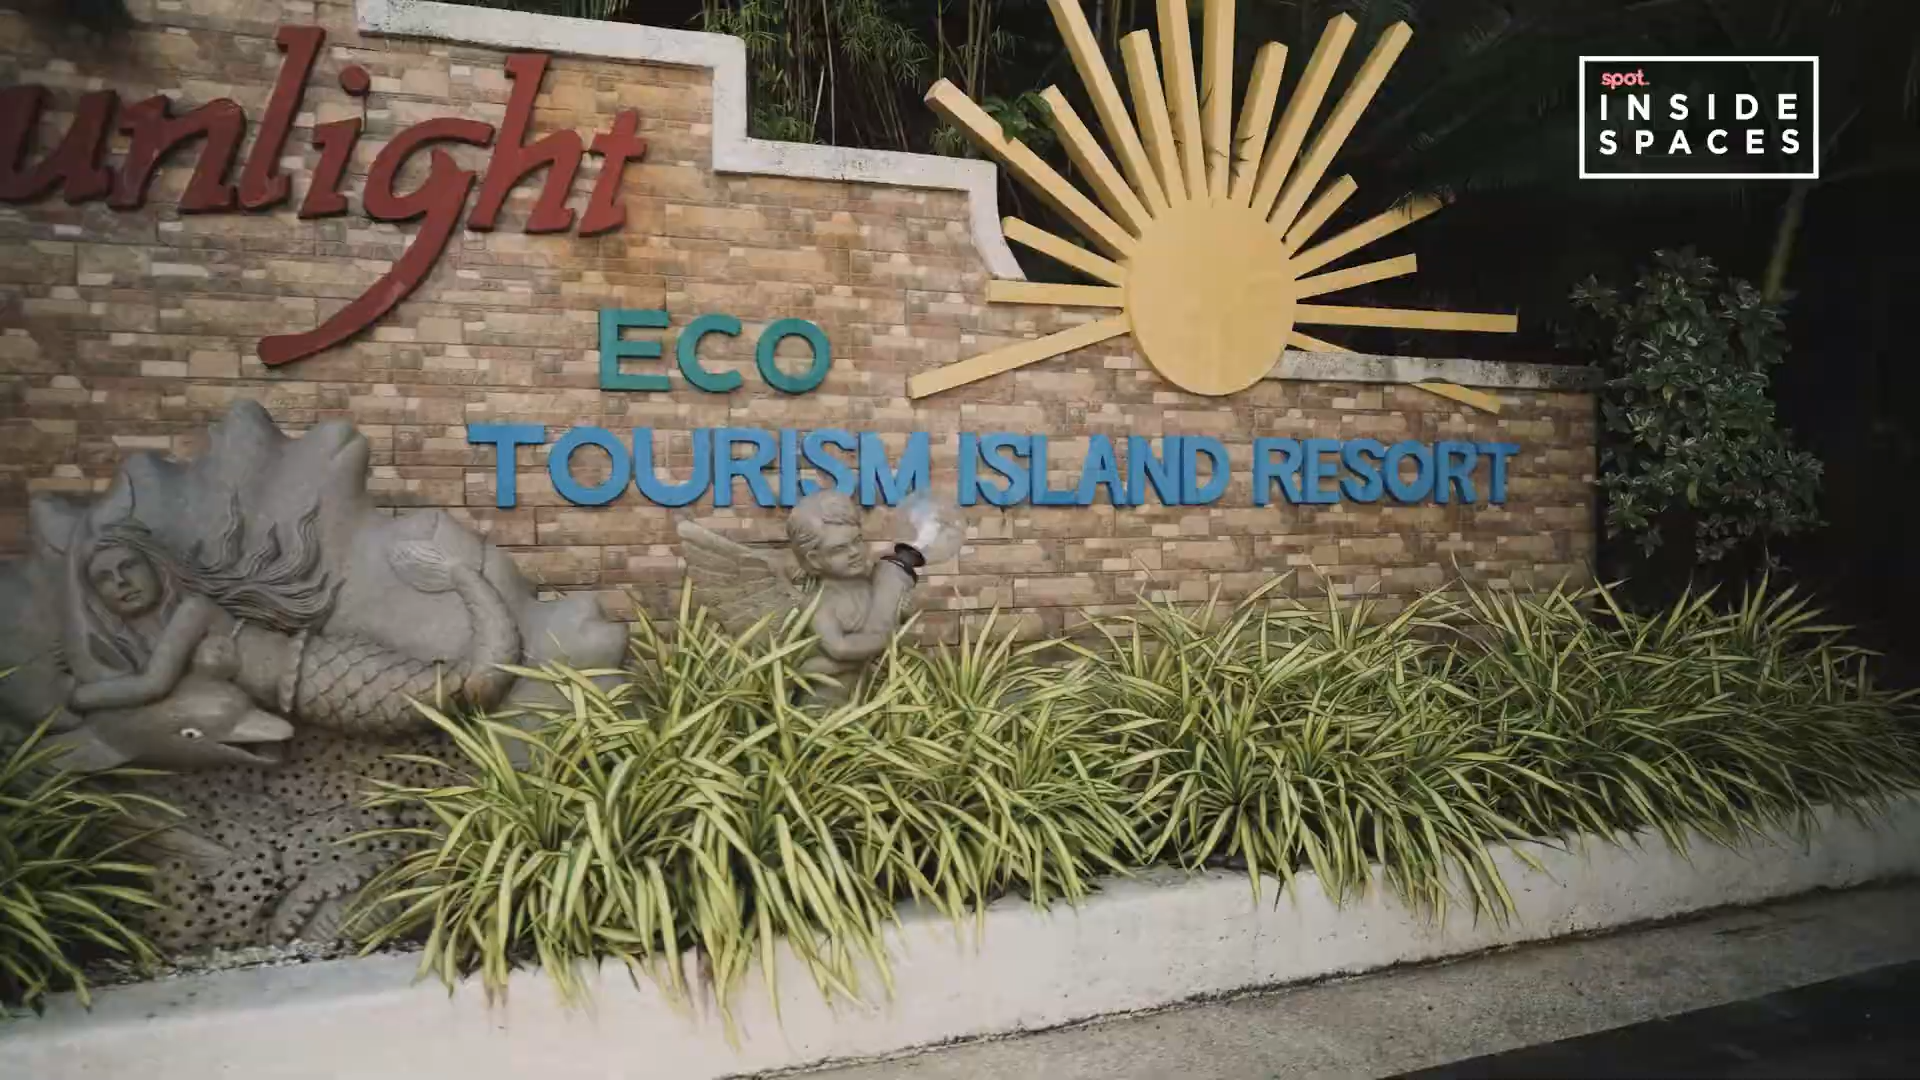 unlight
ECO
TOURISM ISLAND RESORT
spot.
INSIDE
SPACES